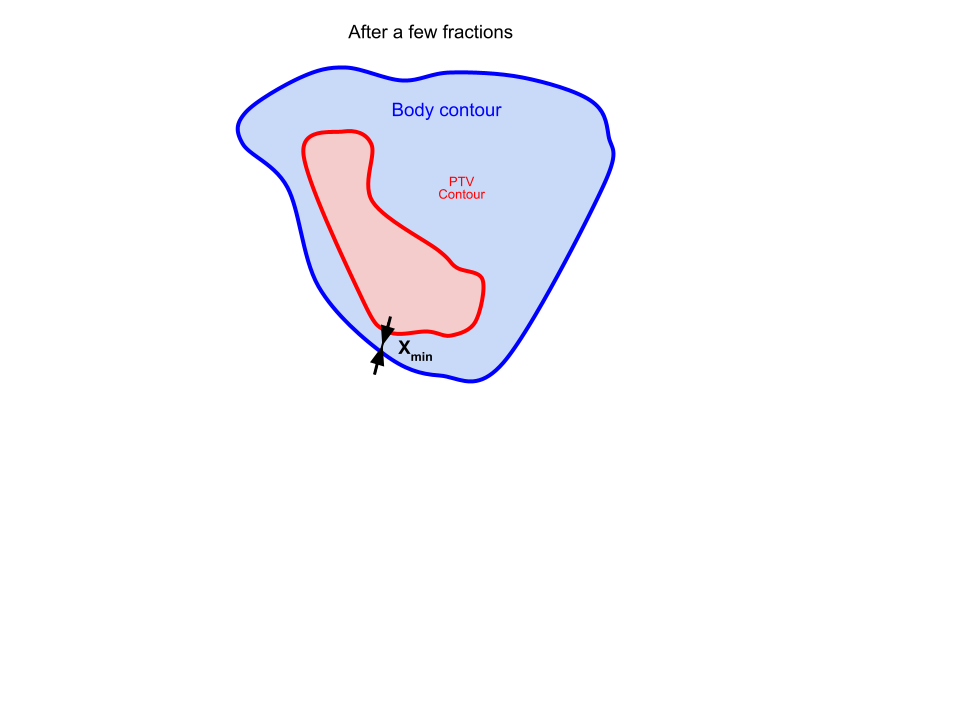 After a few fractions
Body contour
PTV
Contour
Xmin